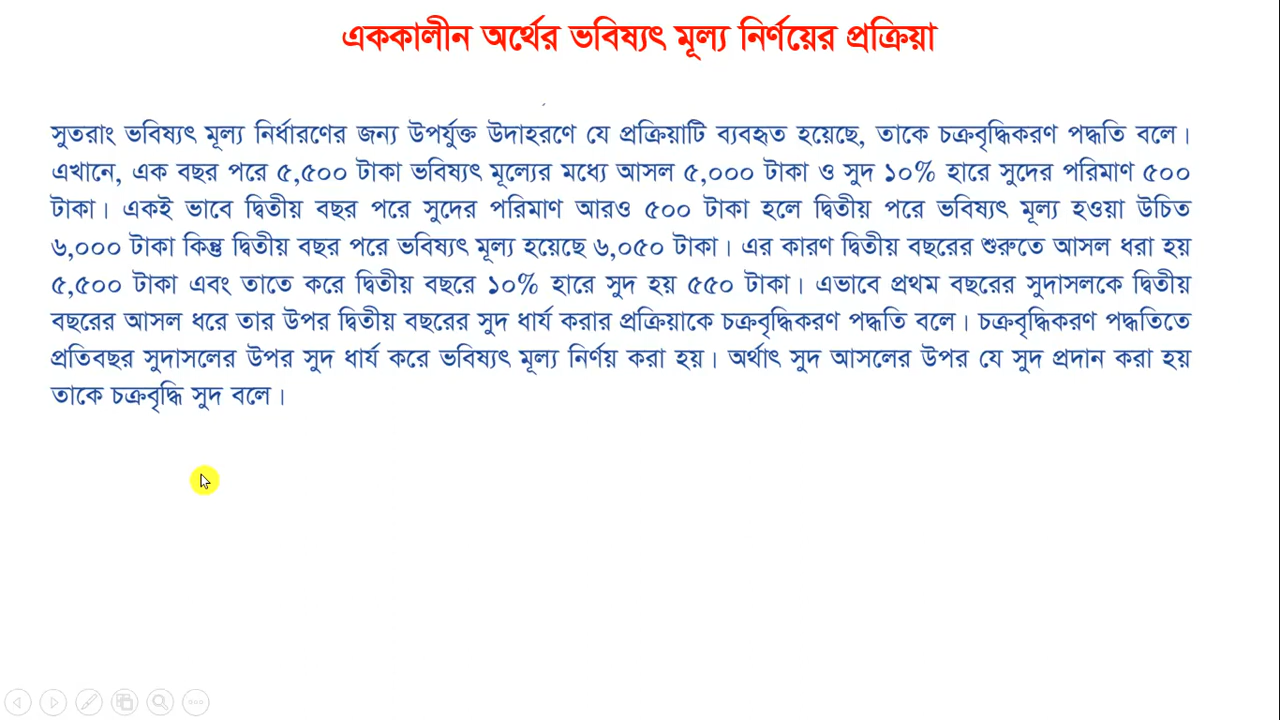 এককালীন অর্থের ভবিষ্যৎ মূল্য নির্ণয়ের প্রক্রিয়া
সুতরাং ভবিষ্যৎ মূল্য নির্ধারণের জন্য উপর্যুক্ত উদাহরণে যে প্রক্রিয়াটি ব্যবহৃত হয়েছে, তাকে চক্রবৃদ্ধিকরণ পদ্ধতি বলে।
এখানে, এক বছর পরে ৫,৫০০ টাকা ভবিষ্যৎ মূল্যের মধ্যে আসল ৫,০০০ টাকা ও সুদ ১০% হারে সুদের পরিমাণ ৫০০
টাকা। একই ভাবে দ্বিতীয় বছর পরে সুদের পরিমাণ আরও ৫০০ টাকা হলে দ্বিতীয় পরে ভবিষ্যৎ মূল্য হওয়া উচিত
৬,০০০ টাকা কিন্তু দ্বিতীয় বছর পরে ভবিষ্যৎ মূল্য হয়েছে ৬,০৫০ টাকা। এর কারণ দ্বিতীয় বছরের শুরুতে আসল ধরা হয়
৫,৫০০ টাকা এবং তাতে করে দ্বিতীয় বছরে ১০% হারে সুদ হয় ৫৫০ টাকা। এভাবে প্রথম বছরের সুদাসলকে দ্বিতীয়
বছরের আসল ধরে তার উপর দ্বিতীয় বছরের সুদ ধার্য করার প্রক্রিয়াকে চক্রবৃদ্ধিকরণ পদ্ধতি বলে। চক্রবৃদ্ধিকরণ পদ্ধতিতে
প্রতিবছর সুদাসলের উপর সুদ ধার্য করে ভবিষ্যৎ মূল্য নির্ণয় করা হয়। অর্থাৎ সুদ আসলের উপর যে সুদ প্রদান করা হয়
তাকে চক্রবৃদ্ধি সুদ বলে।